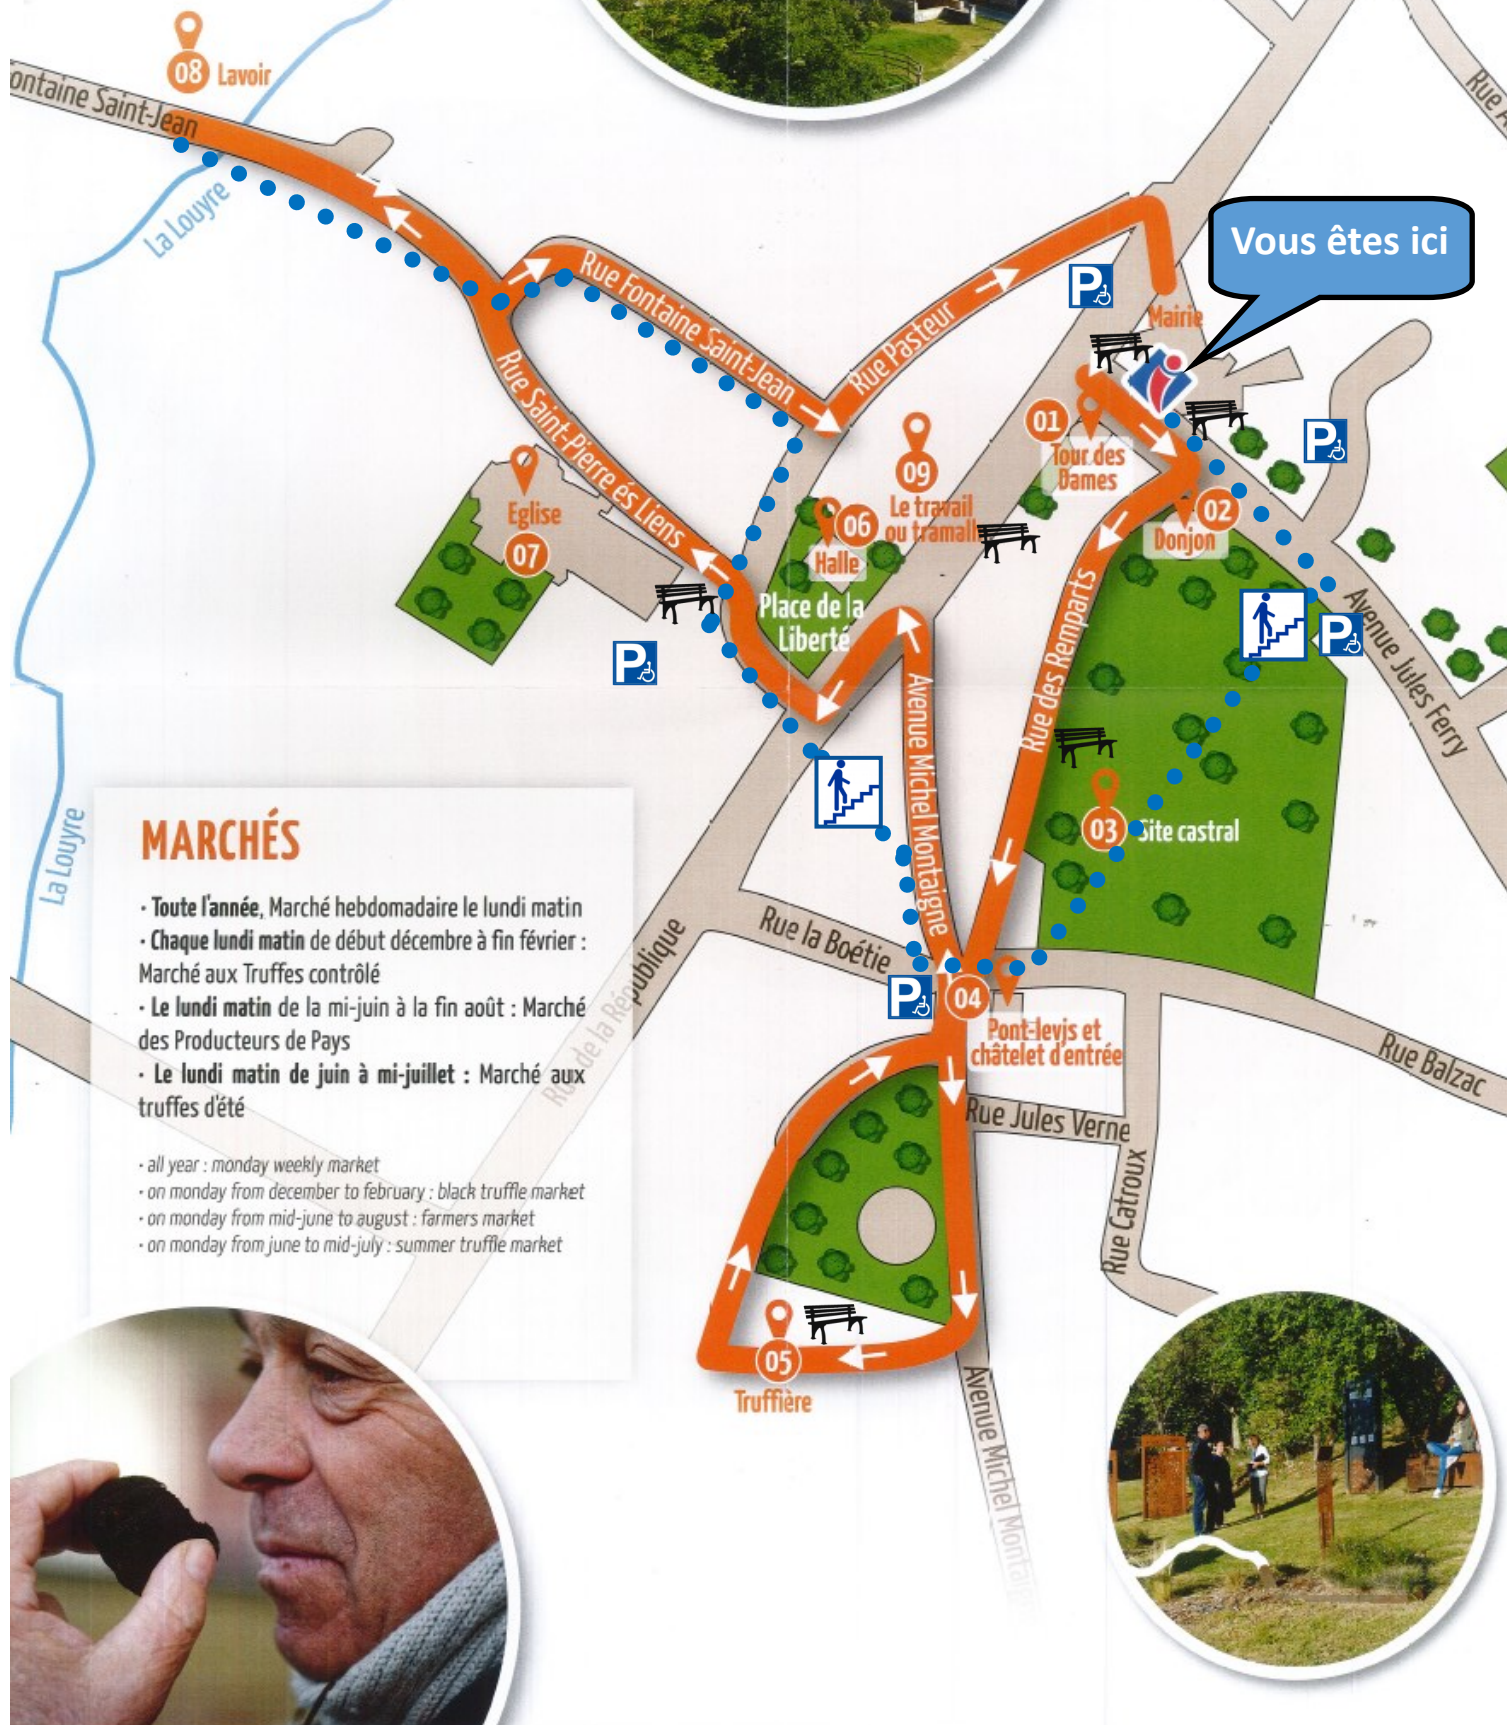 08 Lavoir
ontaine Saint-Jean
Rue A
La Louyre
Vous êtes ici
P
Mairie
Rue Fontaine Saint-Jean
Rue Pasteur
Rue Saint-Pierre és Liens
01
Tour des
Dames
P
09
Le travail
ou tramail
06
Halle
02
Donjon
Eglise
07
Place de la
Liberté
P
P
Rue des Remparts
Avenue Jules Ferry
Avenue Michel Montaigne
03 Site castral
La Louyre
MARCHÉS
· Toute l'année, Marché hebdomadaire le lundi matin
· Chaque lundi matin de début décembre à fin février :
Marché aux Truffes contrôlé
· Le lundi matin de la mi-juin à la fin août : Marché
des Producteurs de Pays
· Le lundi matin de juin à mi-juillet : Marché aux
truffes d'été
· all year : monday weekly market
· on monday from december to february : black truffle market
· on monday from mid-june to august : farmers market
· on monday from june to mid-july : summer truffle market
Rue de la République
Rue la Boétie
P
04
Pont-levis et
châtelet d'entrée
Rue Balzac
Rue Jules Verne
Rue Catroux
05
Truffière
Avenue Michel Montaigne